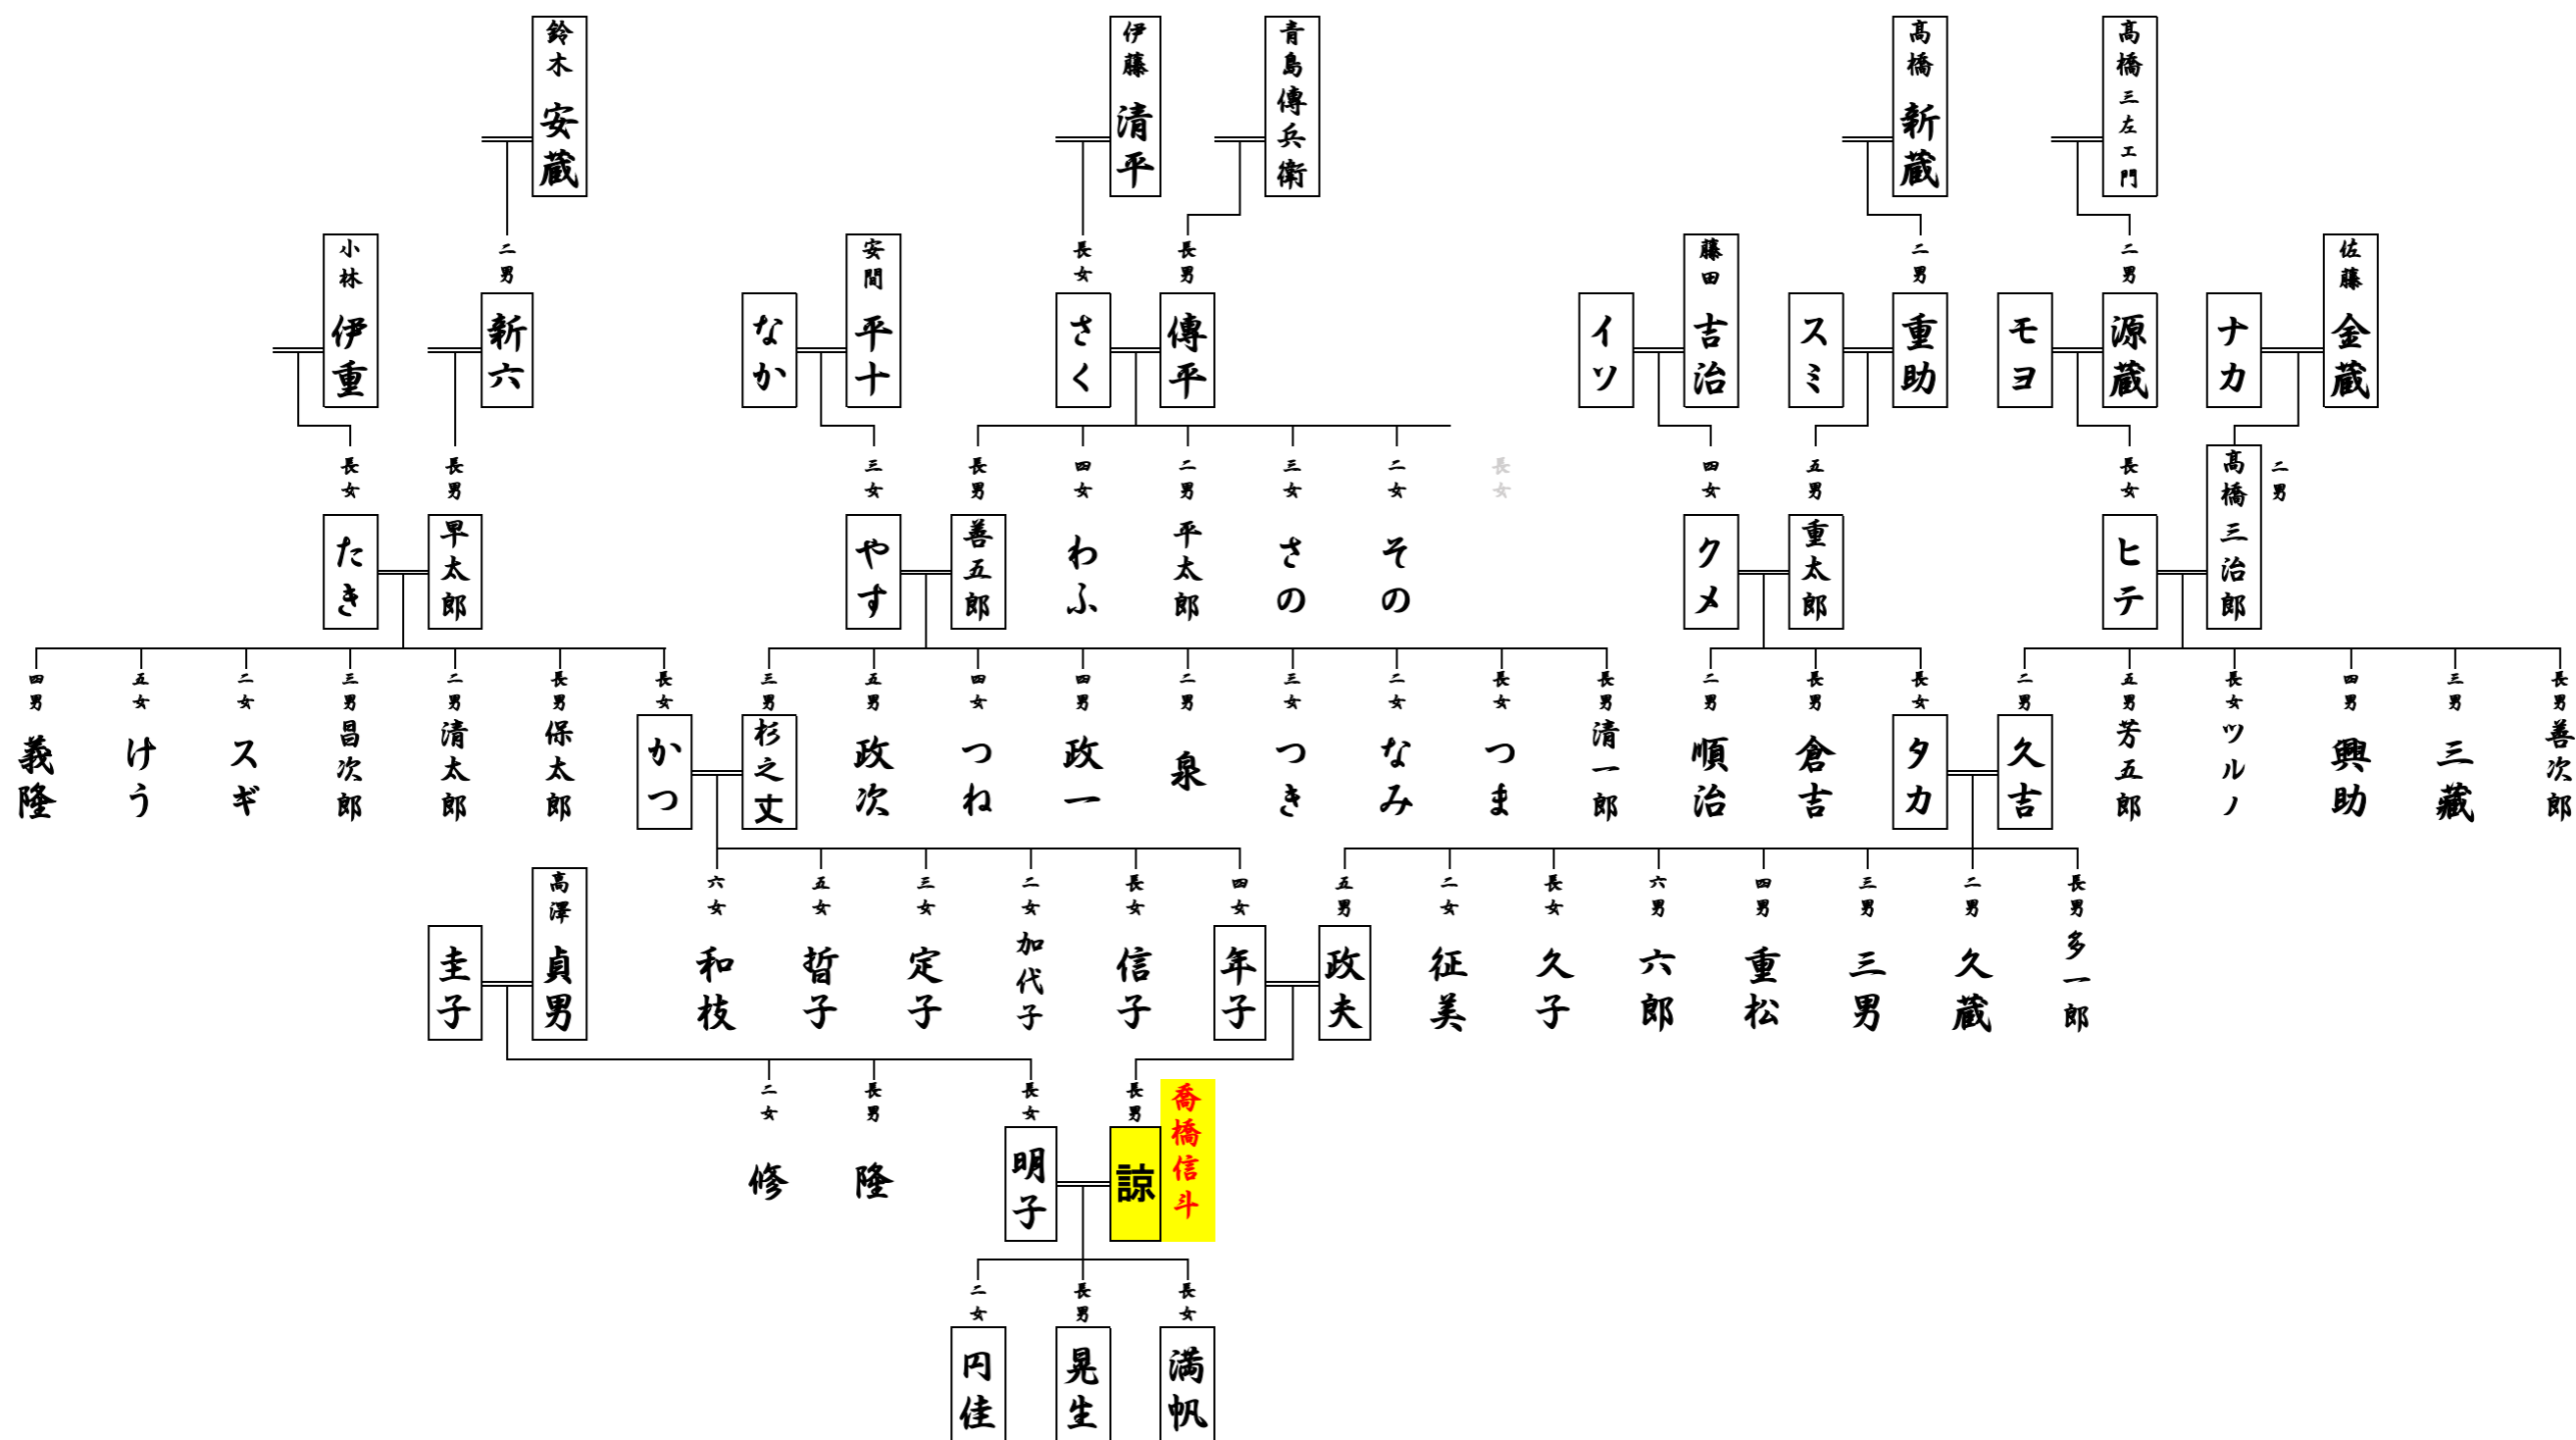 鈴木 安蔵
伊藤 清平
青島傳兵衛
髙橋 新蔵
髙橋 三左エ門
小林 伊重
二男
新六
なか
安間 平十
長女
さく
長男
傳平
イソ
藤田 吉治
スミ
二男
重助
モヨ
二男
源蔵
ナカ
佐藤 金蔵
長女
たき
長男
早太郎
三女
やす
長男
善五郎
四女
わふ
二男
平太郎
三女
さの
二女
その
長女
四女
クメ
五男
重太郎
長女
ヒテ
髙橋 三治郎
二男
四男
義隆
五女
けう
二女
スギ
三男
昌次郎
二男
清太郎
長男
保太郎
長女
かつ
三男
杉之丈
五男
政次
四女
つね
四男
政一
二男
泉
三女
つき
二女
なみ
長女
つま
長男
清一郎
二男
順治
長男
倉吉
長女
タカ
二男
久吉
五男
芳五郎
長女
ツルノ
四男
興助
三男
三藏
長男
善次郎
圭子
高澤 貞男
六女
和枝
五女
晢子
三女
定子
二女
加代子
長女
信子
四女
年子
五男
政夫
二女
征美
長女
久子
六男
六郎
四男
重松
三男
三男
二男
久蔵
長男
多一郎
二女
修
長男
隆
長女
明子
長男
諒
喬橋信斗
二女
円佳
長男
晃生
長女
満帆